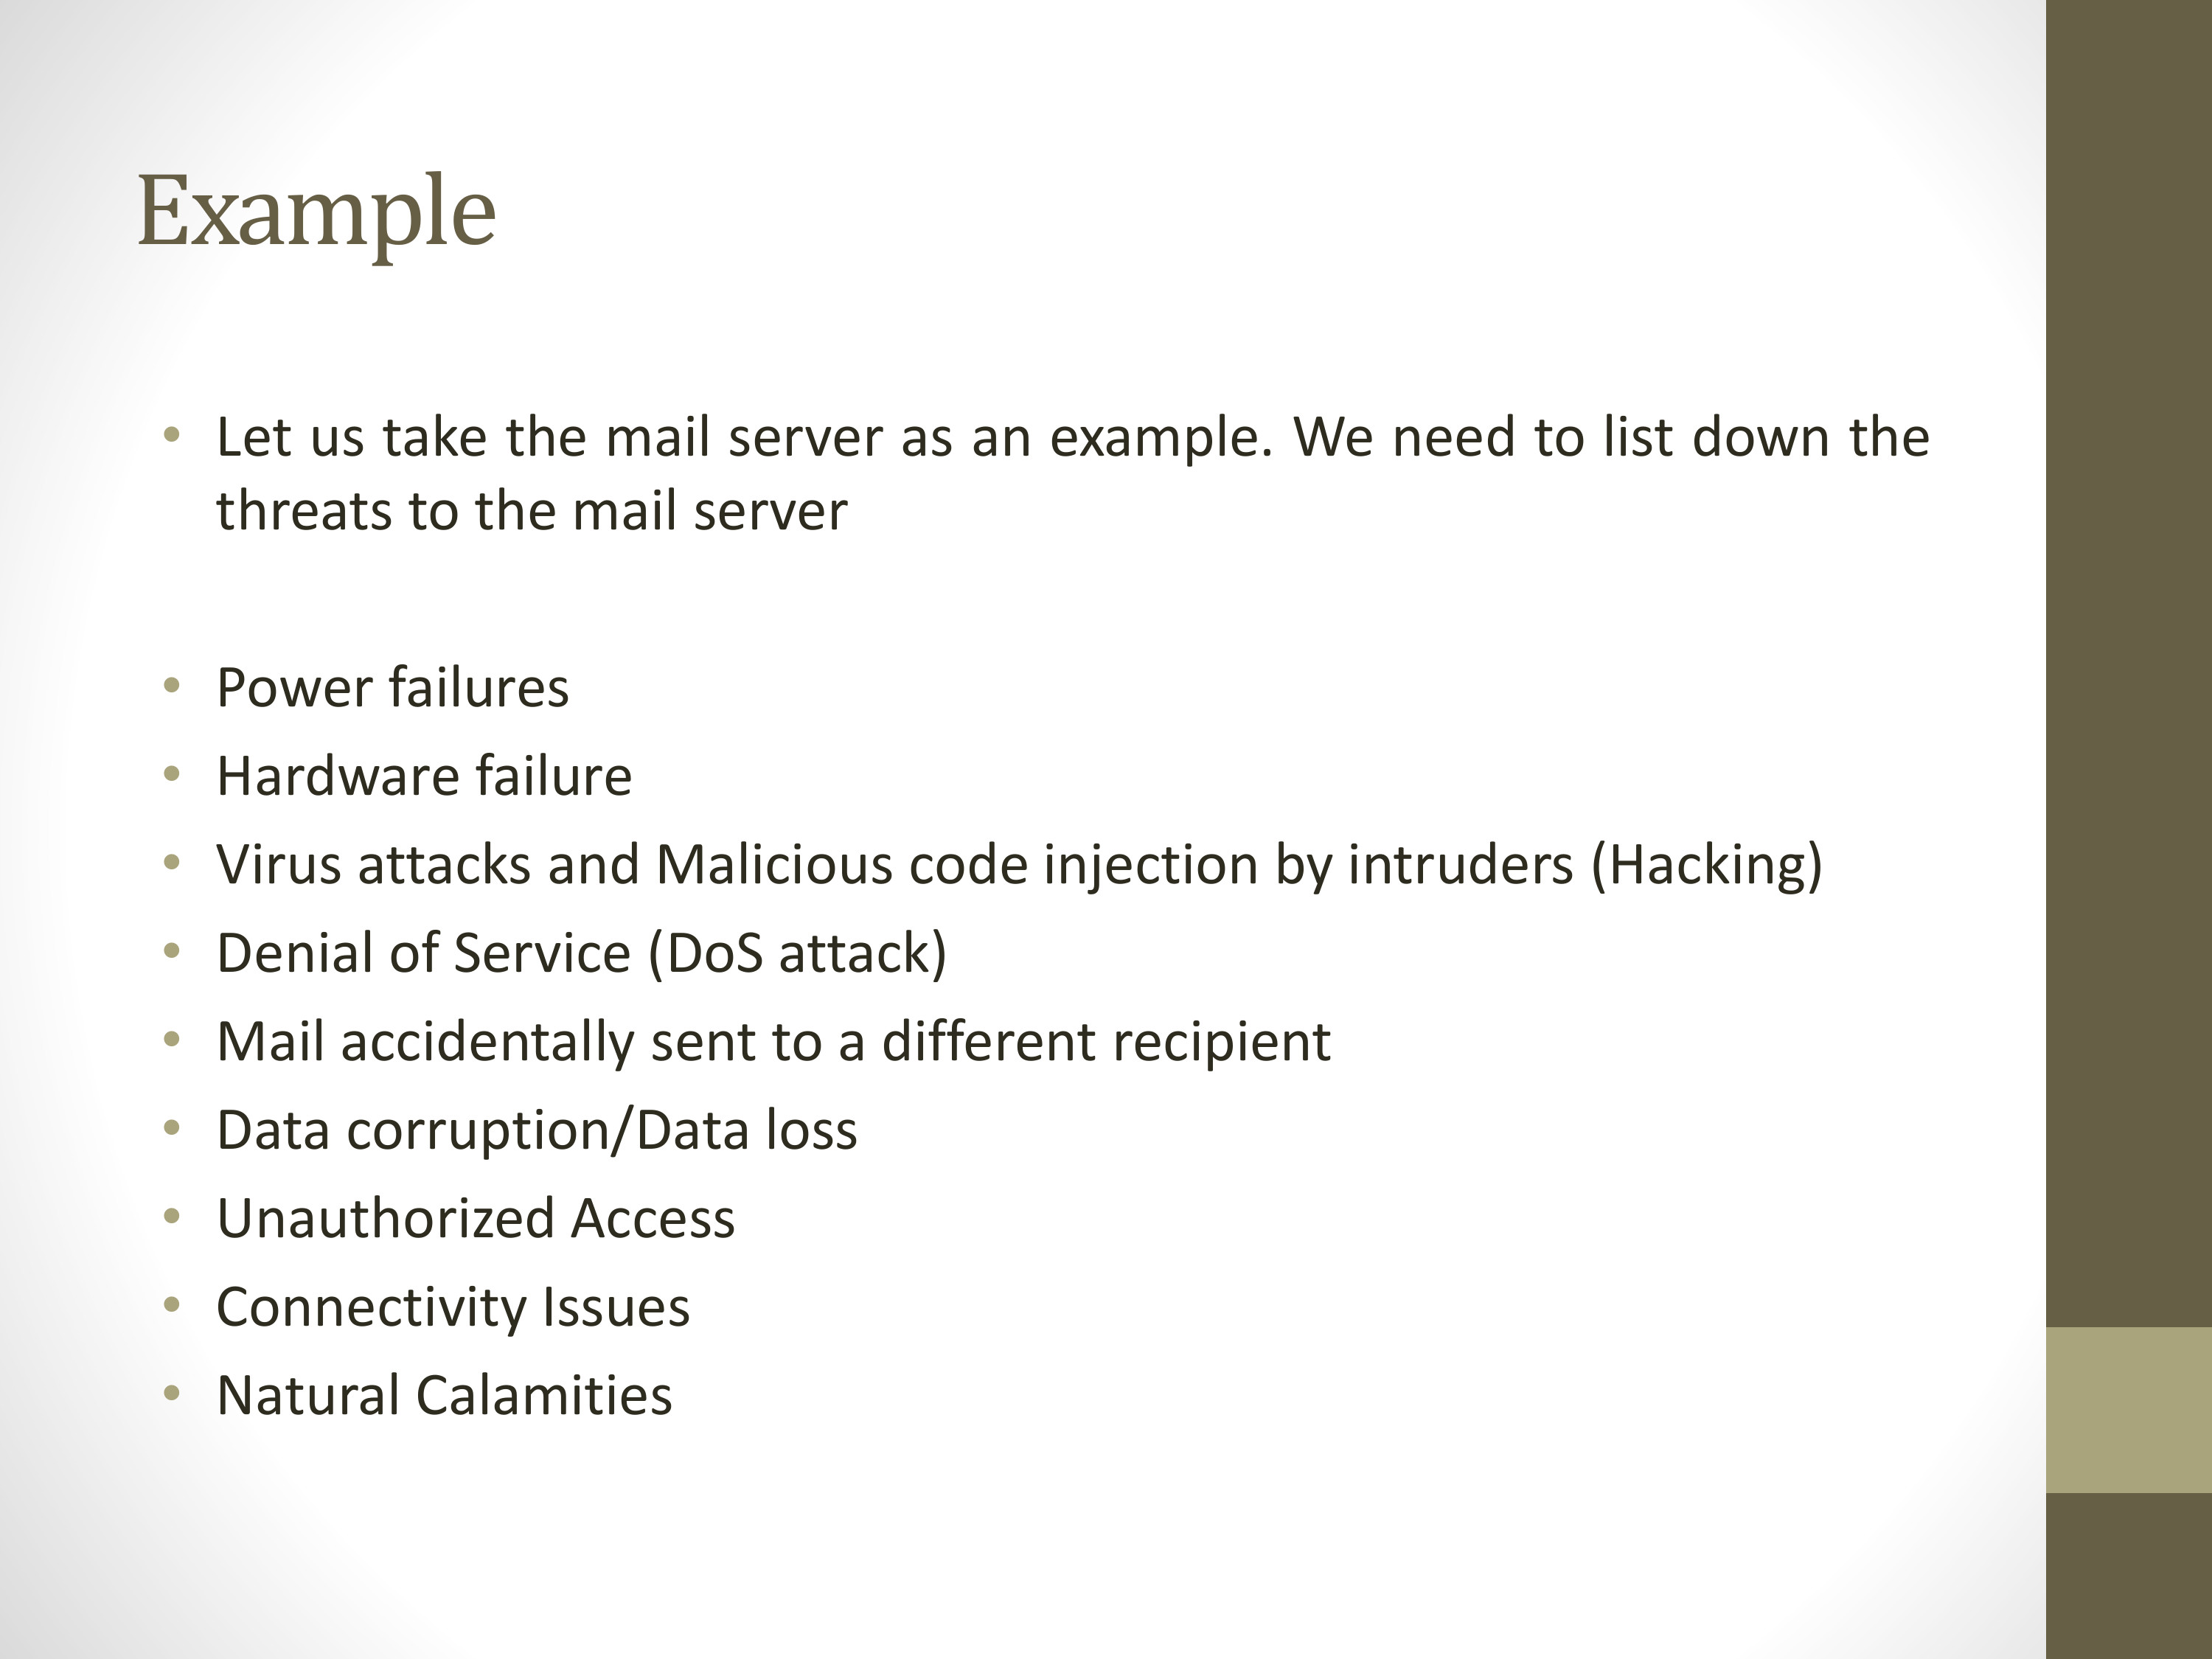 Example
• Let us take the mail server as an example. We need to list down the
threats to the mail server
• Power failures
• Hardware failure
• Virus attacks and Malicious code injection by intruders (Hacking)
• Denial of Service (DoS attack)
• Mail accidentally sent to a different recipient
• Data corruption/Data loss
• Unauthorized Access
• Connectivity Issues
• Natural Calamities